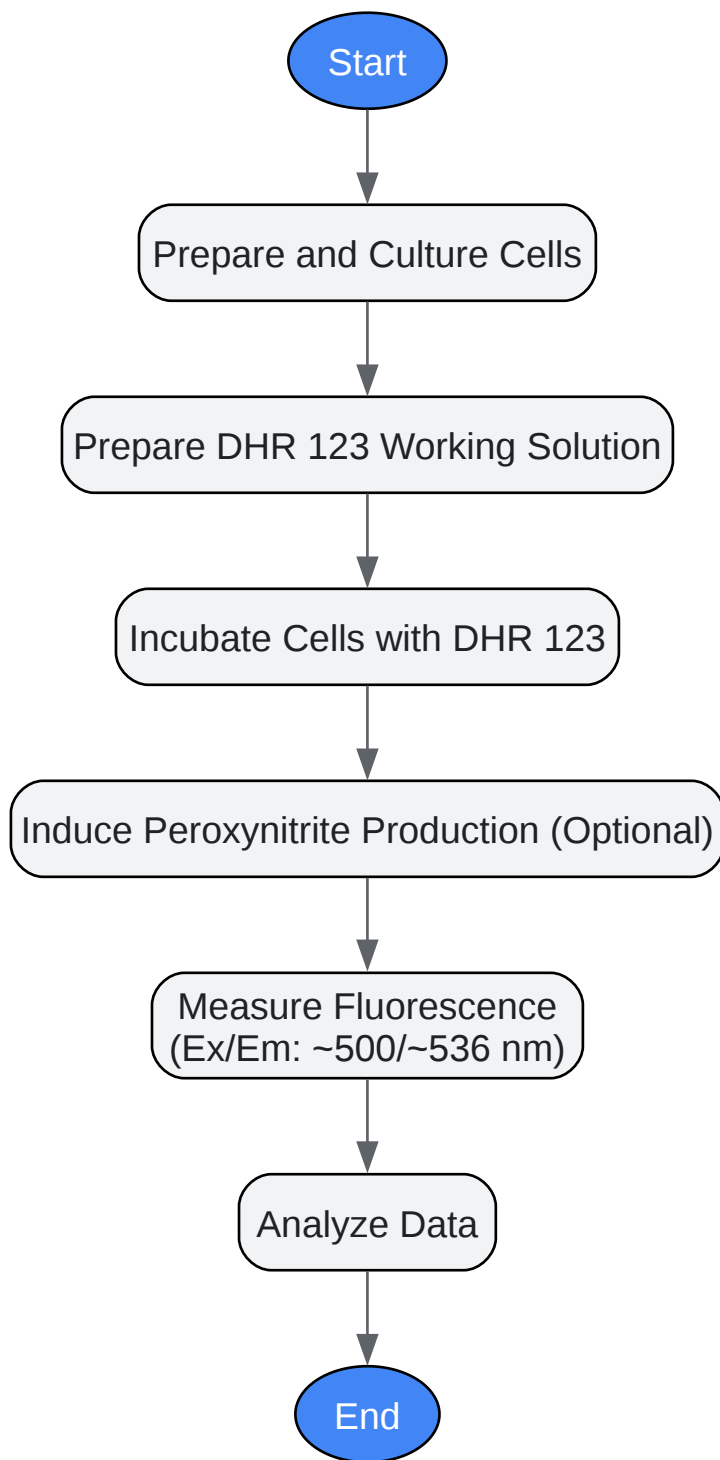 Start
Prepare and Culture Cells
Prepare DHR 123 Working Solution
Incubate Cells with DHR 123
Induce Peroxynitrite Production (Optional)
Measure Fluorescence
(Ex/Em: ~500/~536 nm)
Analyze Data
End